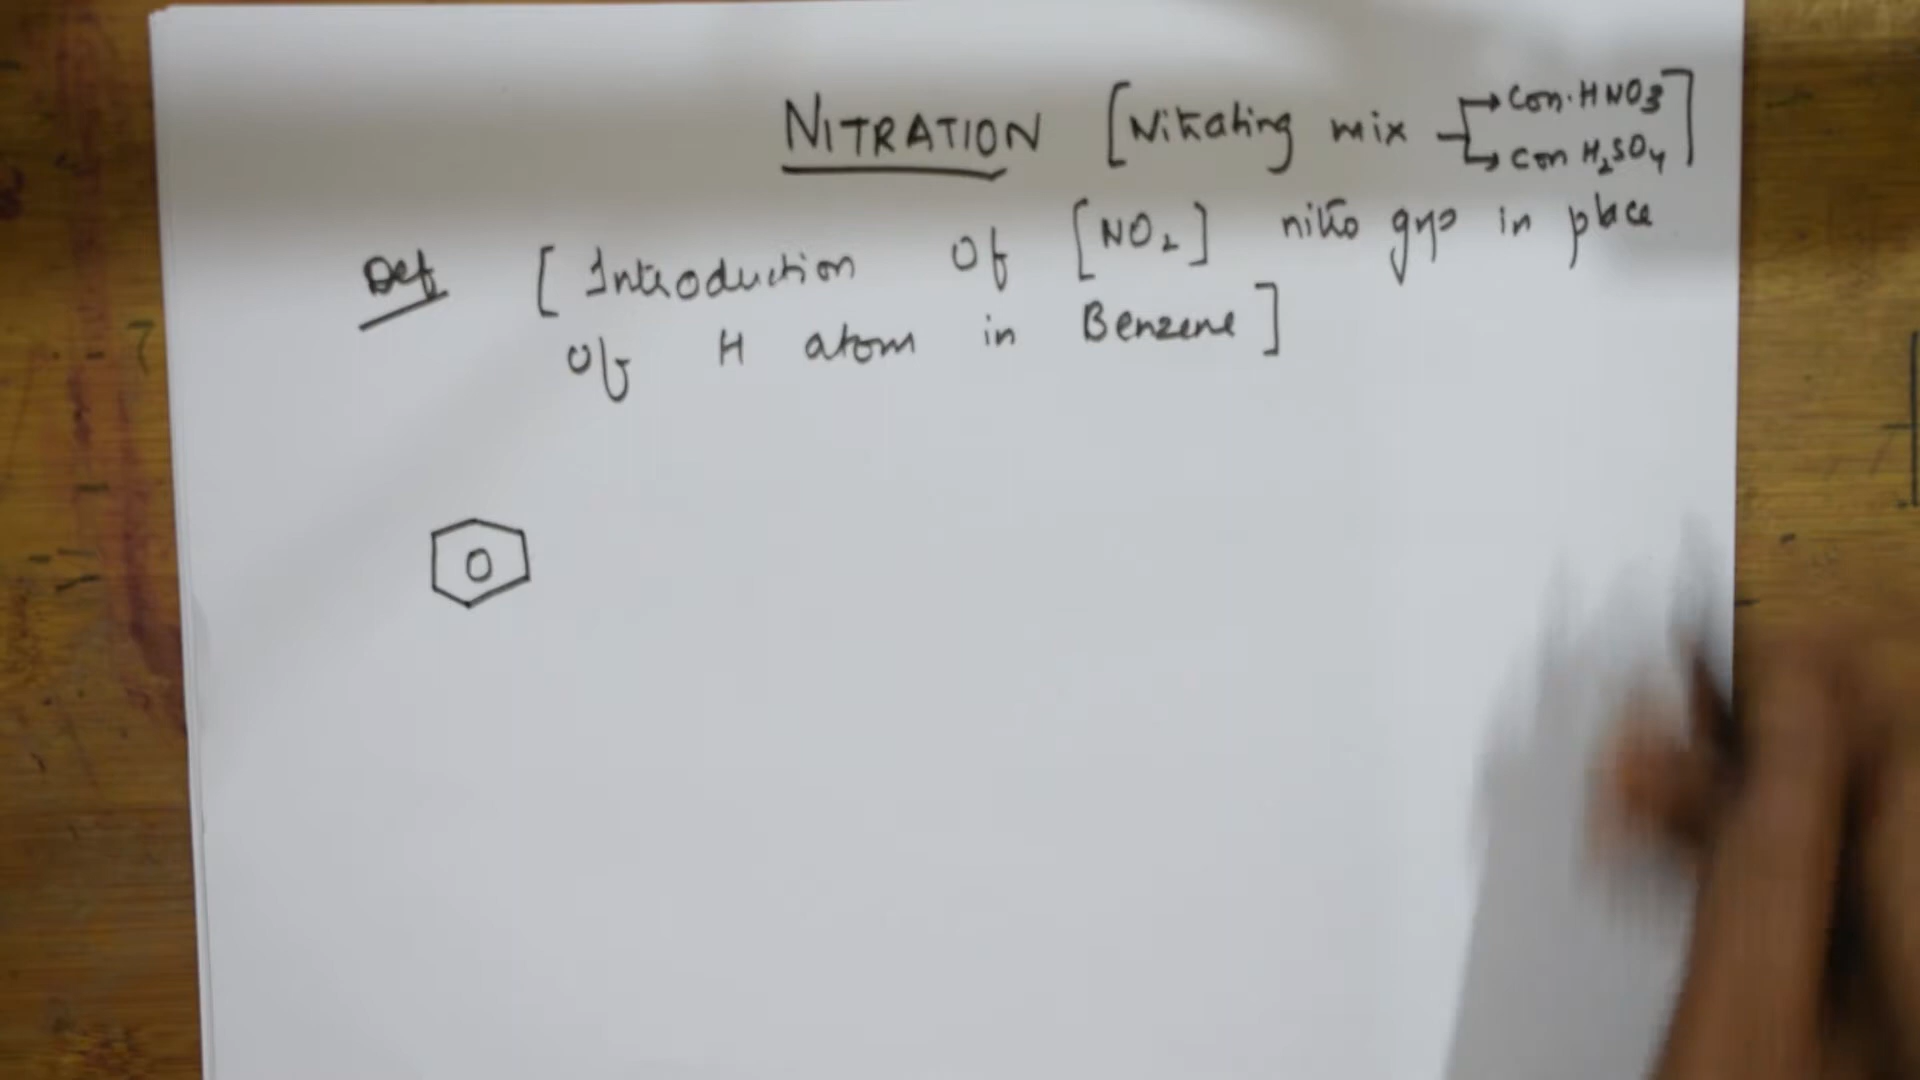 NITRATION [Nitrating mix → Con. HNO3
→ Con H₂SO₄]
Def [Introduction of [NO₂] nitro grp in place
of H atom in Benzene]